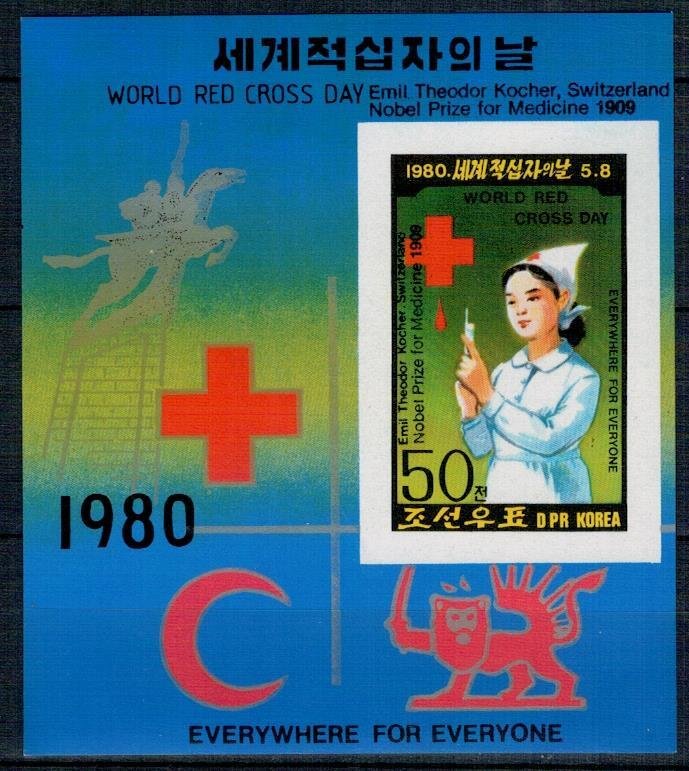 세계적십자의 날
WORLD RED CROSS DAY
Emil Theodor Kocher, Switzerland
Nobel Prize for Medicine 1909
1980. 세계적십자의 날 5.8
WORLD RED
CROSS DAY
Emil Theodor Kocher, Switzerland
Nobel Prize for Medicine 1909
EVERYWHERE FOR EVERYONE
50전
조선우표 DPR KOREA
1980
EVERYWHERE FOR EVERYONE